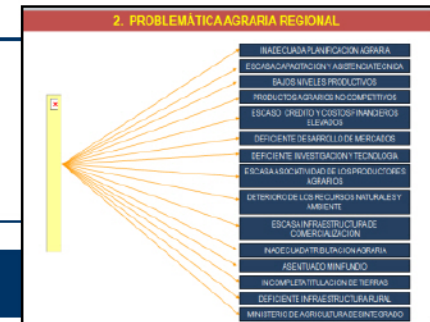 2. PROBLEMÁTICA AGRARIA REGIONAL
INADECUADA PLANIFICACION AGRARIA
ESCASA CAPACITACION Y ASISTENCIA TECNICA
BAJOS NIVELES PRODUCTIVOS
PRODUCTOS AGRARIOS NO COMPETITIVOS
ESCASO CREDITO Y COSTOS FINANCIEROS
ELEVADOS
DEFICIENTE DESARROLLO DE MERCADOS
DEFICIENTE INVESTIGACION Y TECNOLOGIA
ESCASA ASOCIATIVIDAD DE LOS PRODUCTORES
AGRARIOS
DETERIORO DE LOS RECURSOS NATURALES Y
AMBIENTE
ESCASA INFRAESTRUCTURA DE
COMERCIALIZACION
INADECUADA TRIBUTACION AGRARIA
ASENTUADO MINIFUNDIO
INCOMPLETA TITULACION DE TIERRAS
DEFICIENTE INFRAESTRUCTURA RURAL
MINISTERIO DE AGRICULTURA DESINTEGRADO